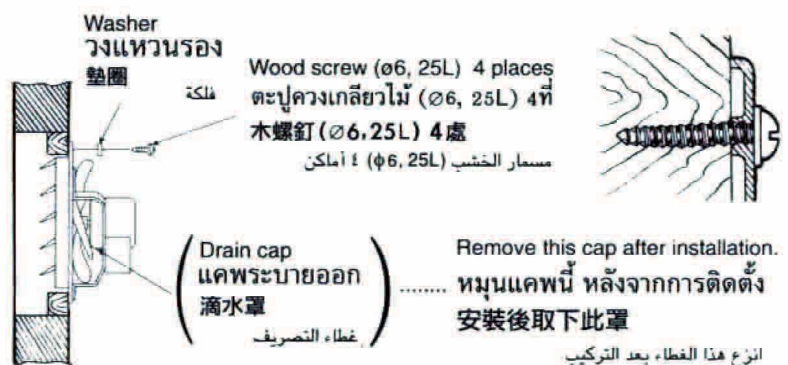 Washer
วงแหวนรอง
墊圈
فلكة
Wood screw (ø6, 25L) 4 places
ตะปูควงเกลียวไม้ (∅6, 25L) 4ที่
木螺釘(∅6,25L) 4處
مسمار الخشب (ϕ6, 25L) ٤ أماكن
Drain cap
แคพระบายออก
滴水罩
غطاء التصريف
........
Remove this cap after installation.
หมุนแคพนี้ หลังจากการติดตั้ง
安裝後取下此罩
انزع هذا الغطاء بعد التركيب